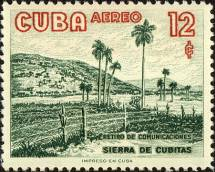 CUBA AEREO 12
¢
RETIRO DE COMUNICACIONES
SIERRA DE CUBITAS
IMPRESO EN CUBA